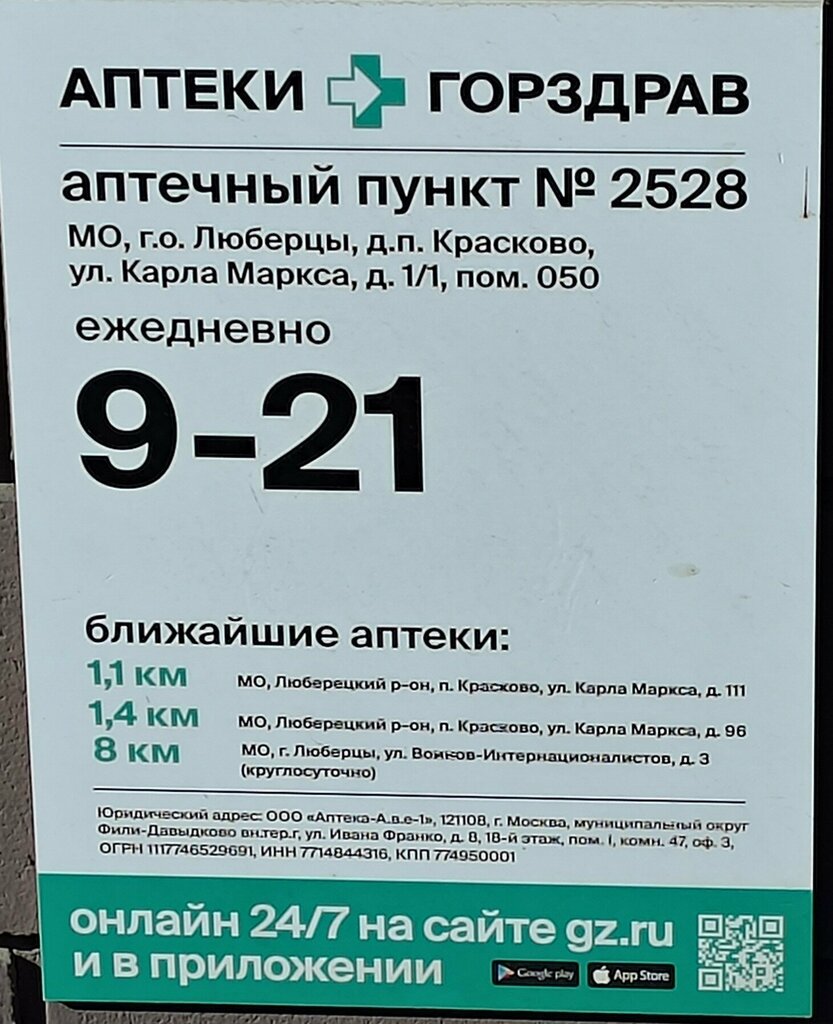 АПТЕКИ ГОРЗДРАВ
аптечный пункт № 2528
МО, г.о. Люберцы, д.п. Красково,
ул. Карла Маркса, д. 1/1, пом. 050
ежедневно
9-21
ближайшие аптеки:
1,1 км МО, Люберецкий р-он, п. Красково, ул. Карла Маркса, д. 111
1,4 км МО, Люберецкий р-он, п. Красково, ул. Карла Маркса, д. 96
8 км МО, г. Люберцы, ул. Воинов-Интернационалистов, д. 3
(круглосуточно)
Юридический адрес: ООО «Аптека-А.в.е-1», 121108, г. Москва, муниципальный округ
Фили-Давыдково вн.тер.г, ул. Ивана Франко, д. 8, 18-й этаж, пом. I, комн. 47, оф. 3,
ОГРН 1117746529691, ИНН 7714844316, КПП 774950001
онлайн 24/7 на сайте gz.ru
и в приложении Google play App Store